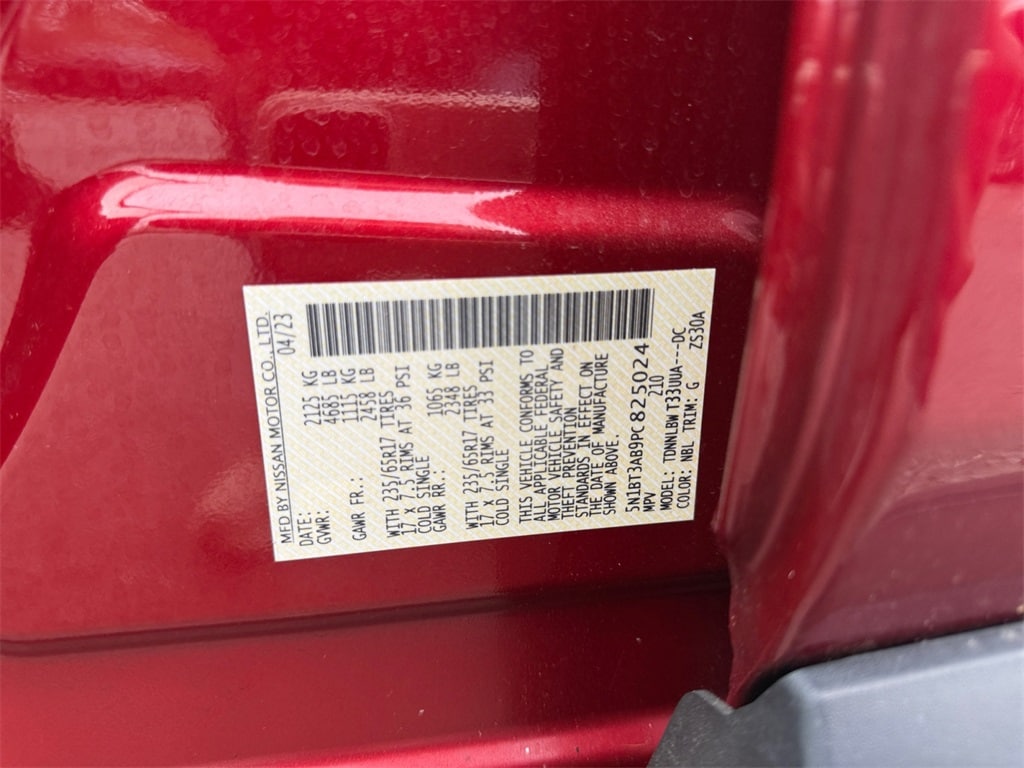 MFD BY NISSAN MOTOR CO., LTD.
DATE: 04/23
GVWR: 2125 KG
4685 LB
GAWR FR.: 1115 KG
2458 LB
WITH 235/65R17 TIRES
17 X 7.5 RIMS AT 36 PSI
COLD SINGLE
GAWR RR.: 1065 KG
2348 LB
WITH 235/65R17 TIRES
17 X 7.5 RIMS AT 33 PSI
COLD SINGLE
THIS VEHICLE CONFORMS TO
ALL APPLICABLE FEDERAL
MOTOR VEHICLE SAFETY AND
THEFT PREVENTION
STANDARDS IN EFFECT ON
THE DATE OF MANUFACTURE
SHOWN ABOVE.
5N1BT3AB9PC825024
MPV 210
MODEL: TDNNLBW T33UUA---DC
COLOR: NBL TRIM: G ZS30A